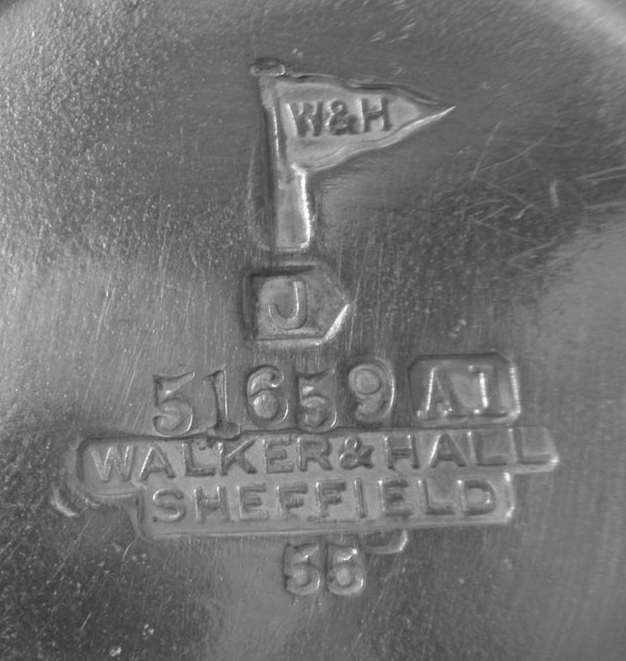 W&H
J
51659 A1
WALKER & HALL
SHEFFIELD
55